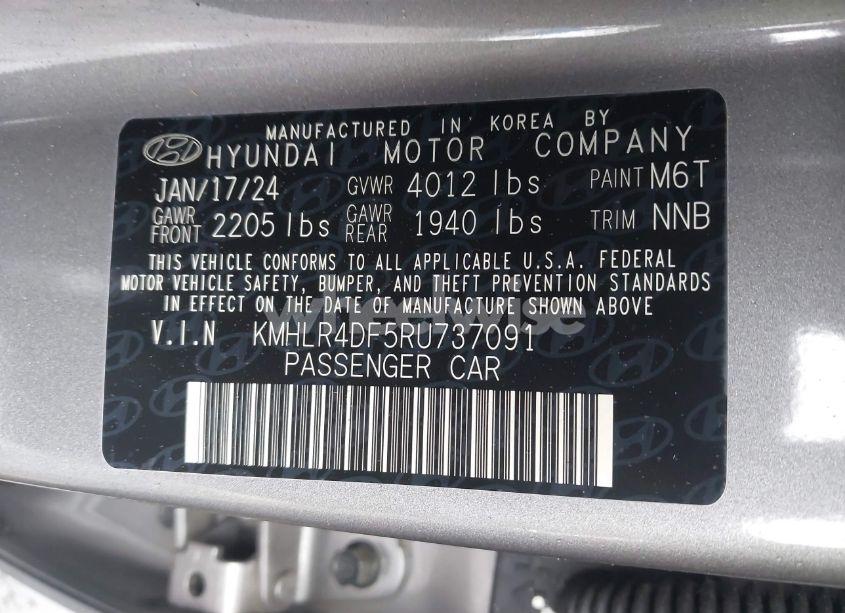 MANUFACTURED IN KOREA BY
HYUNDAI MOTOR COMPANY
JAN/17/24 GVWR 4012 lbs PAINT M6T
GAWR FRONT 2205 lbs GAWR REAR 1940 lbs TRIM NNB
THIS VEHICLE CONFORMS TO ALL APPLICABLE U.S.A. FEDERAL
MOTOR VEHICLE SAFETY, BUMPER, AND THEFT PREVENTION STANDARDS
IN EFFECT ON THE DATE OF MANUFACTURE SHOWN ABOVE
V.I.N KMHLR4DF5RU737091
PASSENGER CAR